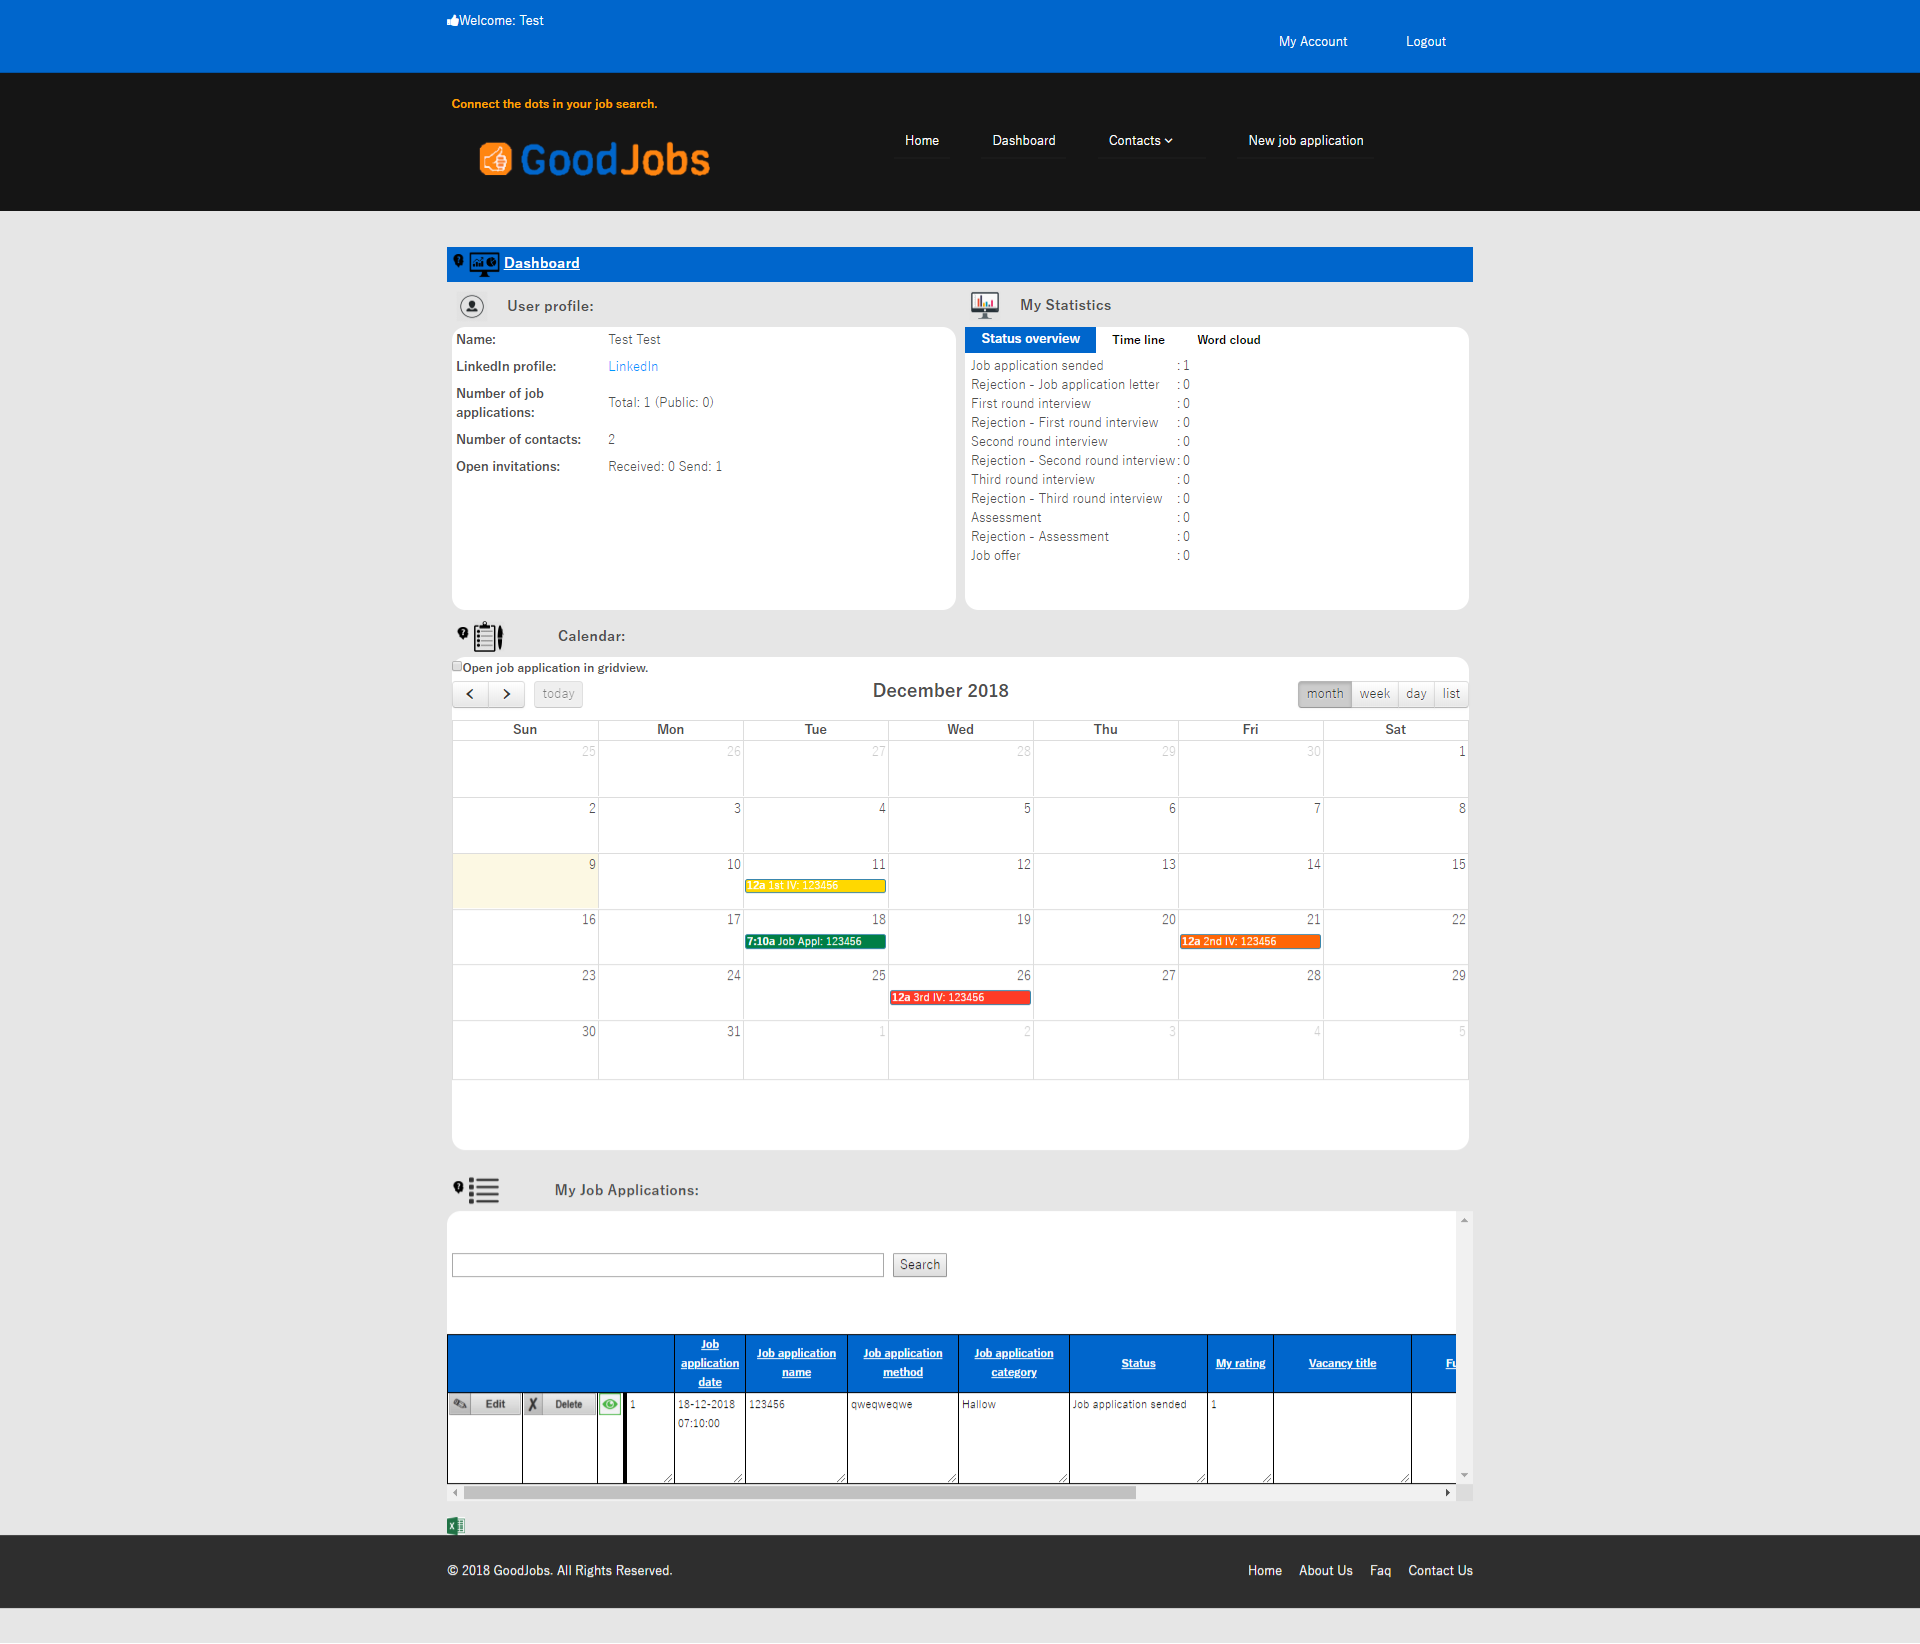 Welcome: Test
My Account Logout
Connect the dots in your job search.
GoodJobs
Home Dashboard Contacts New job application
Dashboard
User profile:
Name: Test Test
LinkedIn profile: LinkedIn
Number of job applications: Total: 1 (Public: 0)
Number of contacts: 2
Open invitations: Received: 0 Send: 1
My Statistics
Status overview Time line Word cloud
Job application sended : 1
Rejection - Job application letter : 0
First round interview : 0
Rejection - First round interview : 0
Second round interview : 0
Rejection - Second round interview : 0
Third round interview : 0
Rejection - Third round interview : 0
Assessment : 0
Rejection - Assessment : 0
Job offer : 0
Calendar:
Open job application in gridview.
today December 2018 month week day list
Sun Mon Tue Wed Thu Fri Sat
25 26 27 28 29 30 1
2 3 4 5 6 7 8
9 10 11 12 13 14 15
12a 1st IV: 123456
16 17 18 19 20 21 22
7:10a Job Appl: 123456 12a 2nd IV: 123456
23 24 25 26 27 28 29
12a 3rd IV: 123456
30 31 1 2 3 4 5
My Job Applications:
Search
Job application date Job application name Job application method Job application category Status My rating Vacancy title Fu
Edit Delete 1 18-12-2018 07:10:00 123456 qweqweqwe Hallow Job application sended 1
© 2018 GoodJobs. All Rights Reserved.
Home About Us Faq Contact Us